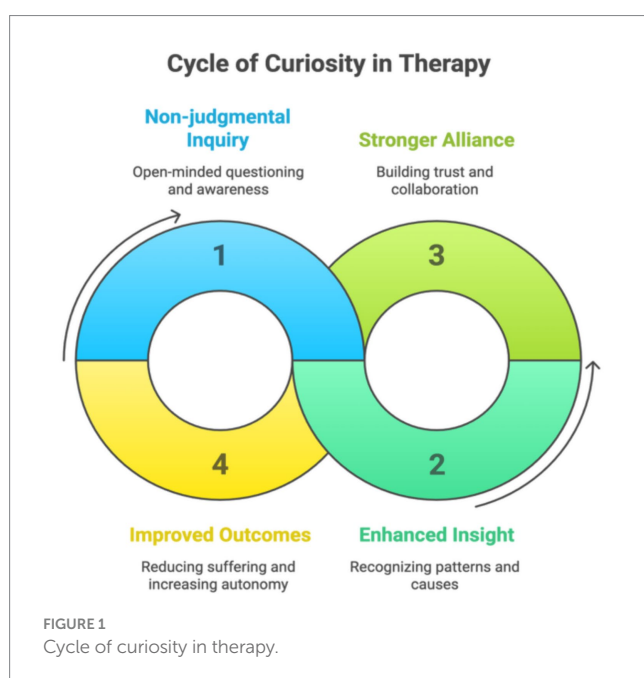 Cycle of Curiosity in Therapy
Non-judgmental
Inquiry
Open-minded questioning
and awareness
Stronger Alliance
Building trust and
collaboration
1
3
4
2
Improved Outcomes
Reducing suffering and
increasing autonomy
Enhanced Insight
Recognizing patterns and
causes
FIGURE 1
Cycle of curiosity in therapy.